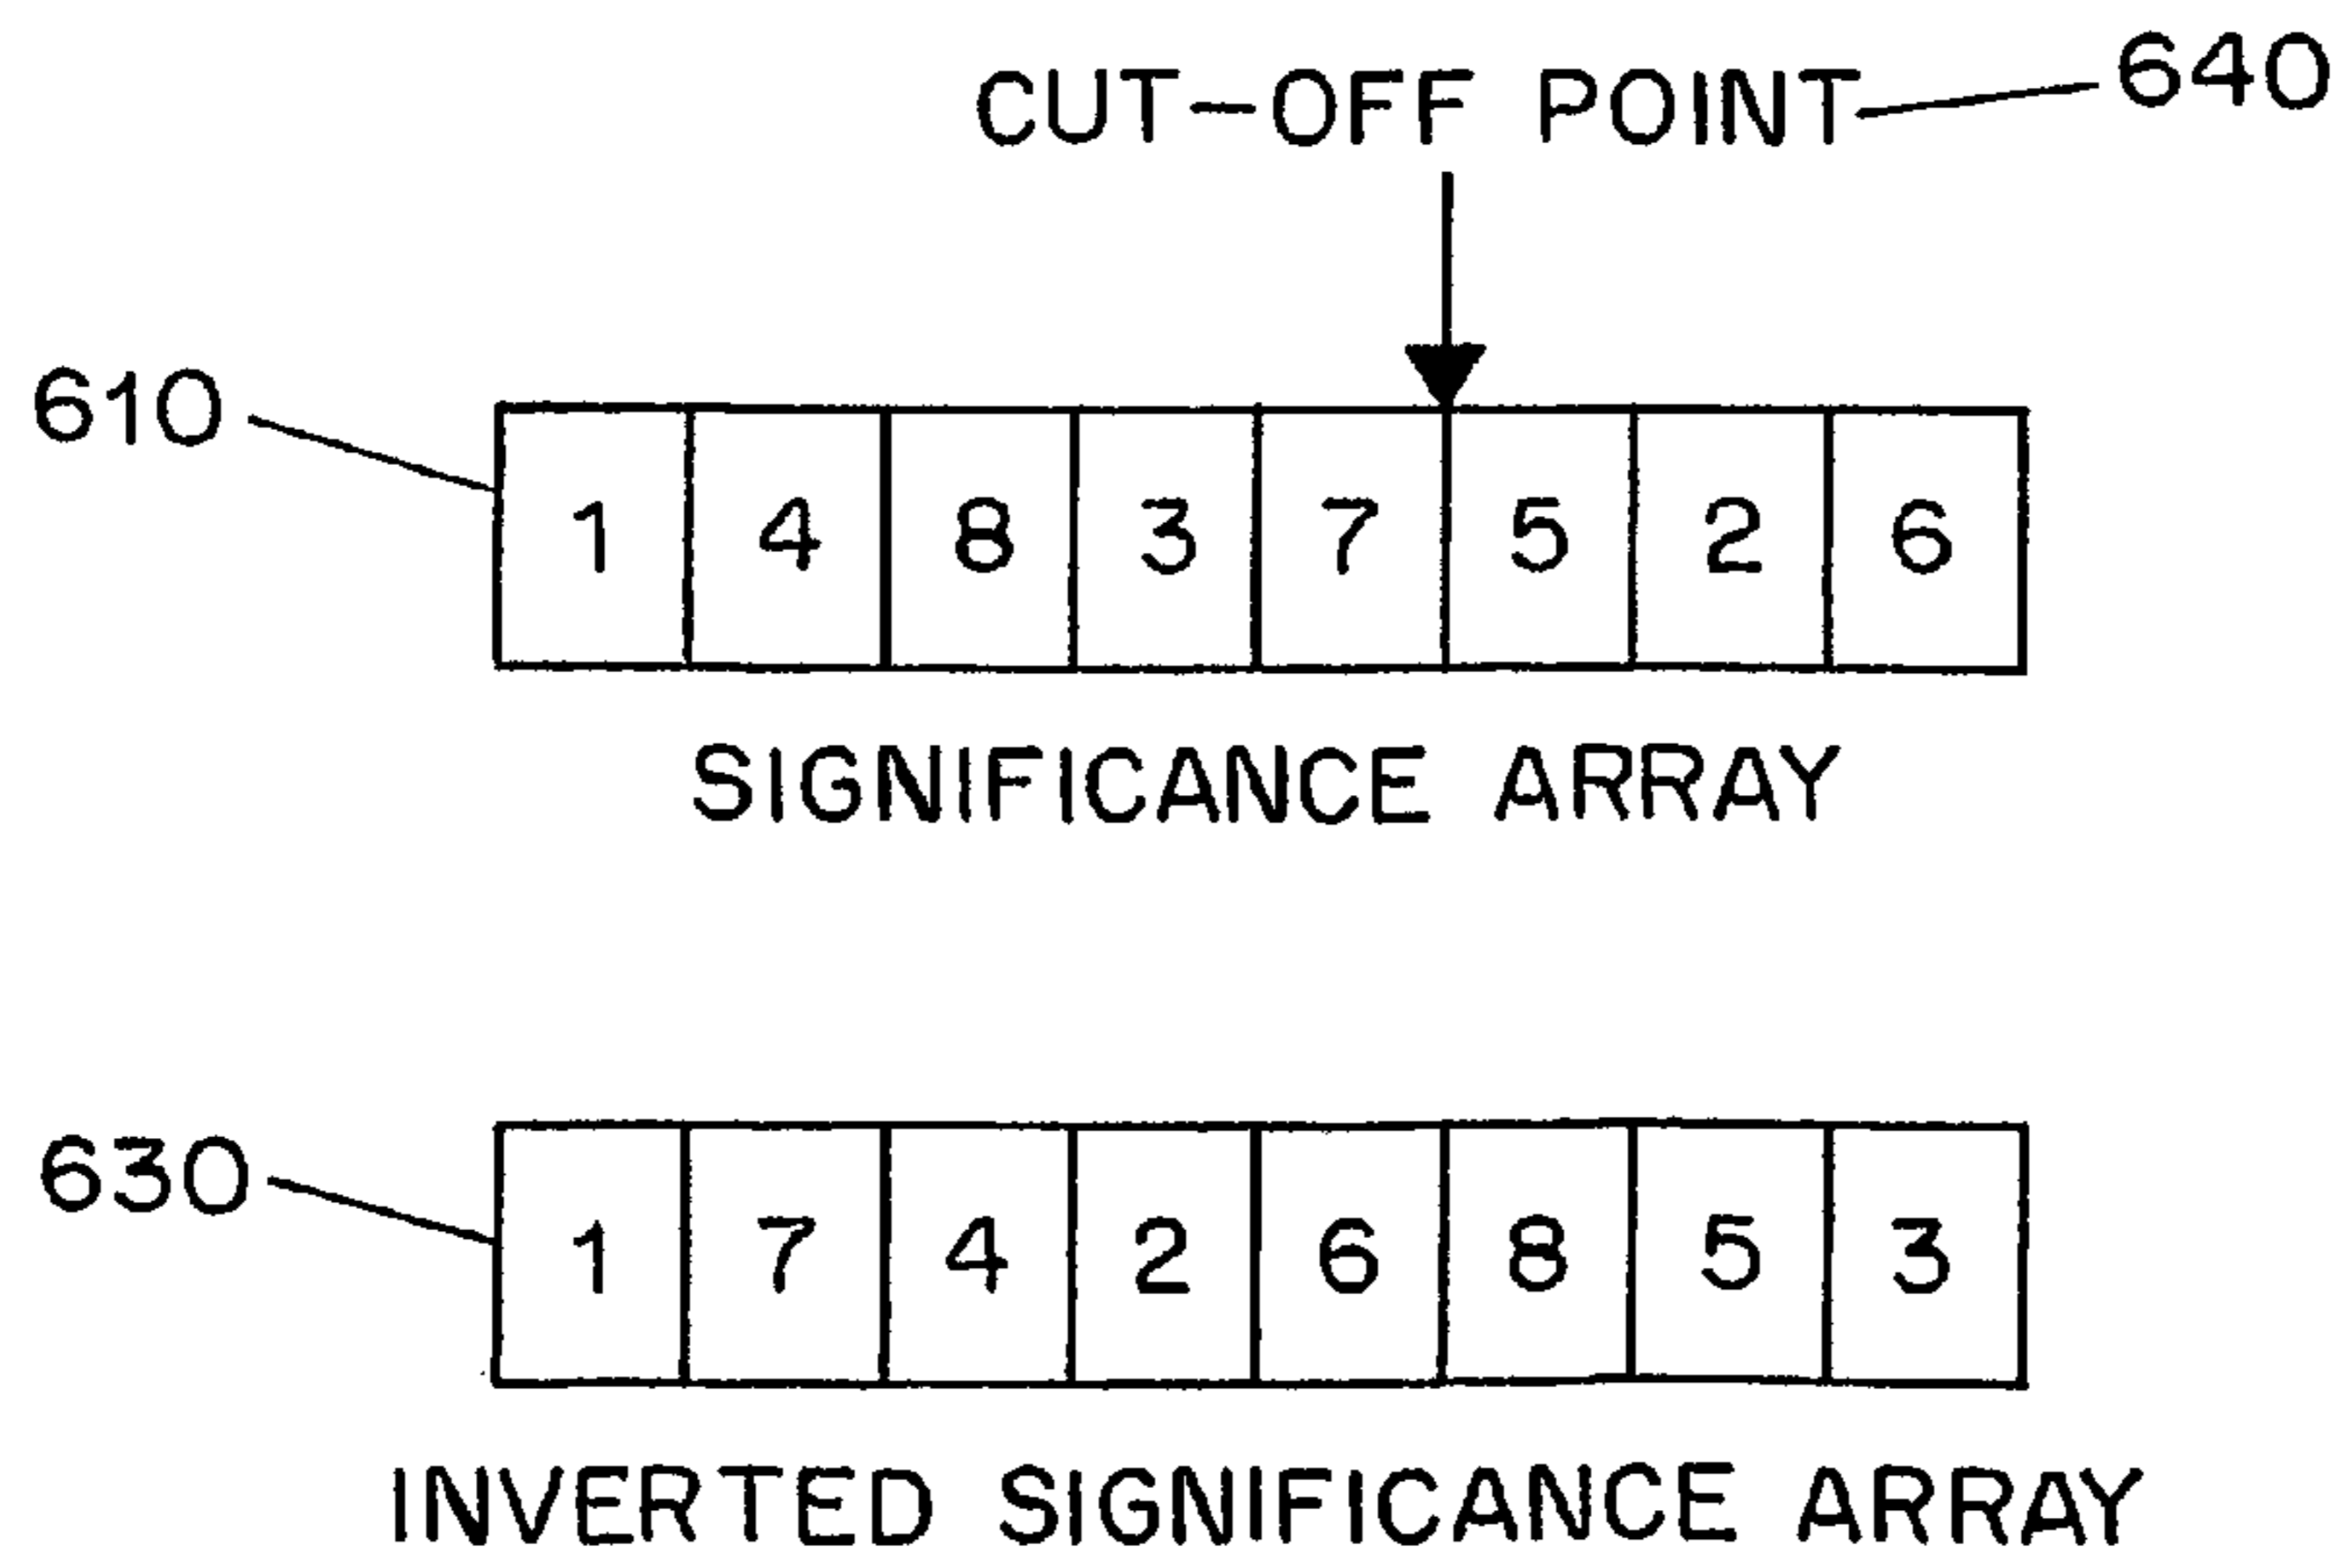 CUT-OFF POINT 640
610
1 4 8 3 7 5 2 6
SIGNIFICANCE ARRAY
630
1 7 4 2 6 8 5 3
INVERTED SIGNIFICANCE ARRAY